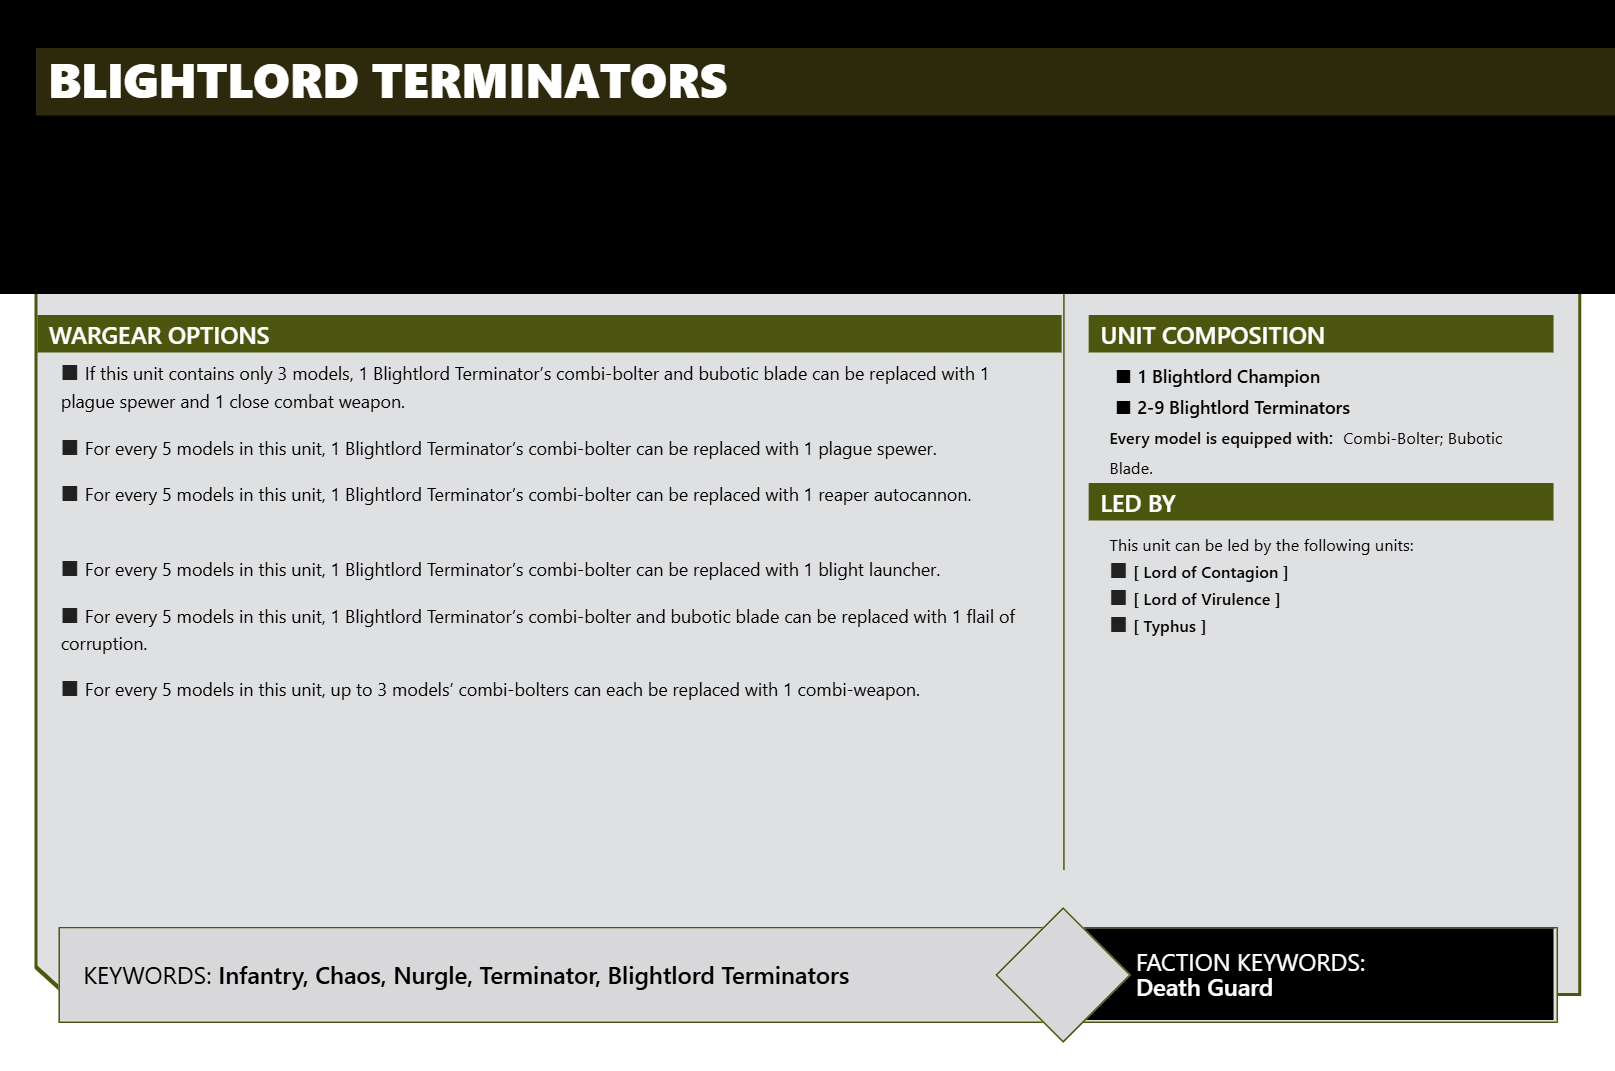 BLIGHTLORD TERMINATORS
WARGEAR OPTIONS
■ If this unit contains only 3 models, 1 Blightlord Terminator’s combi-bolter and bubotic blade can be replaced with 1
plague spewer and 1 close combat weapon.
■ For every 5 models in this unit, 1 Blightlord Terminator’s combi-bolter can be replaced with 1 plague spewer.
■ For every 5 models in this unit, 1 Blightlord Terminator’s combi-bolter can be replaced with 1 reaper autocannon.
■ For every 5 models in this unit, 1 Blightlord Terminator’s combi-bolter can be replaced with 1 blight launcher.
■ For every 5 models in this unit, 1 Blightlord Terminator’s combi-bolter and bubotic blade can be replaced with 1 flail of
corruption.
■ For every 5 models in this unit, up to 3 models’ combi-bolters can each be replaced with 1 combi-weapon.
UNIT COMPOSITION
■ 1 Blightlord Champion
■ 2-9 Blightlord Terminators
Every model is equipped with: Combi-Bolter; Bubotic
Blade.
LED BY
This unit can be led by the following units:
■ [ Lord of Contagion ]
■ [ Lord of Virulence ]
■ [ Typhus ]
KEYWORDS: Infantry, Chaos, Nurgle, Terminator, Blightlord Terminators
FACTION KEYWORDS:
Death Guard